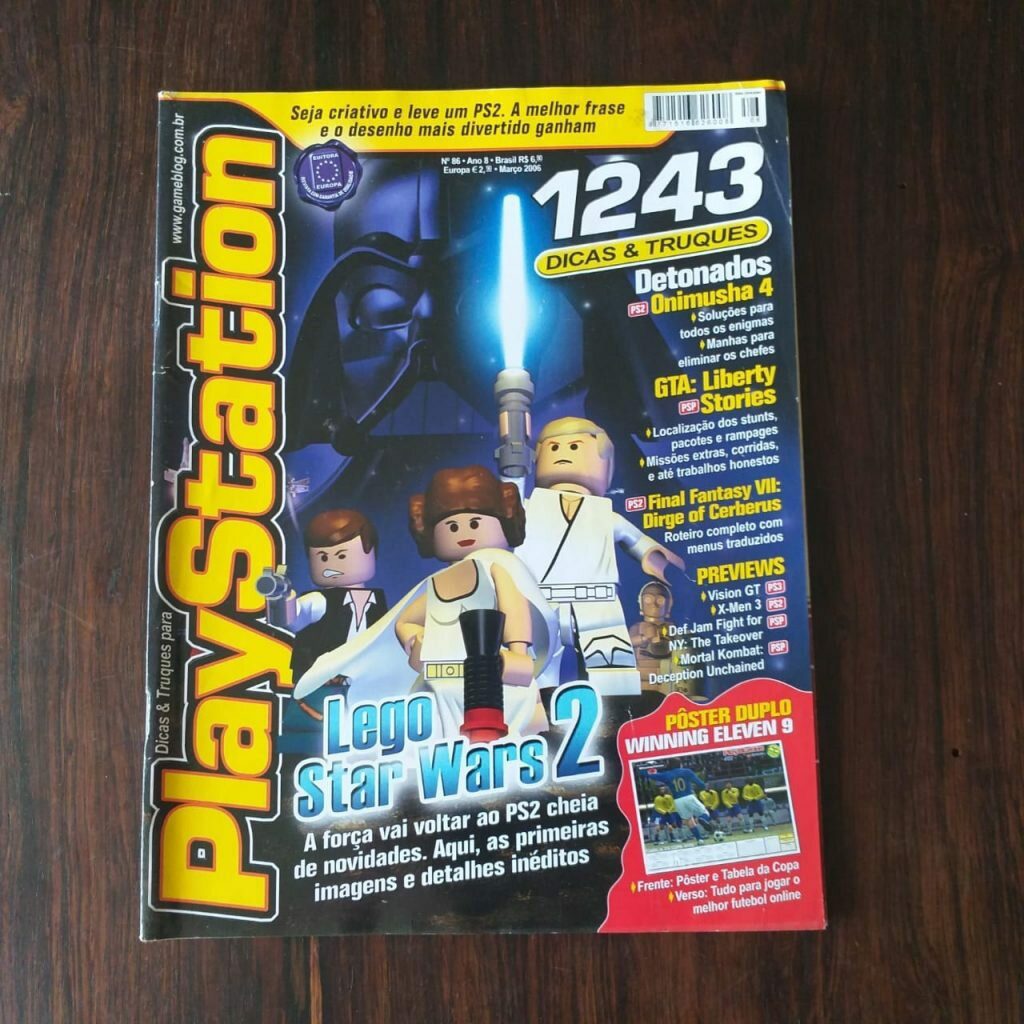 Seja criativo e leve um PS2. A melhor frase
e o desenho mais divertido ganham
www.gameblog.com.br
EDITORA
EUROPA
Nº 86 • Ano 8 • Brasil R$ 6,90
Europa € 2,90 • Março 2006
1243
DICAS & TRUQUES
Dicas & Truques para
PlayStation
Detonados
PS2 Onimusha 4
Soluções para
todos os enigmas
Manhas para
eliminar os chefes
GTA: Liberty
PSP Stories
Localização dos stunts,
pacotes e rampages
Missões extras, corridas,
e até trabalhos honestos
PS2 Final Fantasy VII:
Dirge of Cerberus
Roteiro completo com
menus traduzidos
PREVIEWS
Vision GT PS3
X-Men 3 PS2
Def Jam Fight for PSP
NY: The Takeover
Mortal Kombat: PSP
Deception Unchained
Lego
Star Wars 2
A força vai voltar ao PS2 cheia
de novidades. Aqui, as primeiras
imagens e detalhes inéditos
PÔSTER DUPLO
WINNING ELEVEN 9
10
Frente: Pôster e Tabela da Copa
Verso: Tudo para jogar o
melhor futebol online